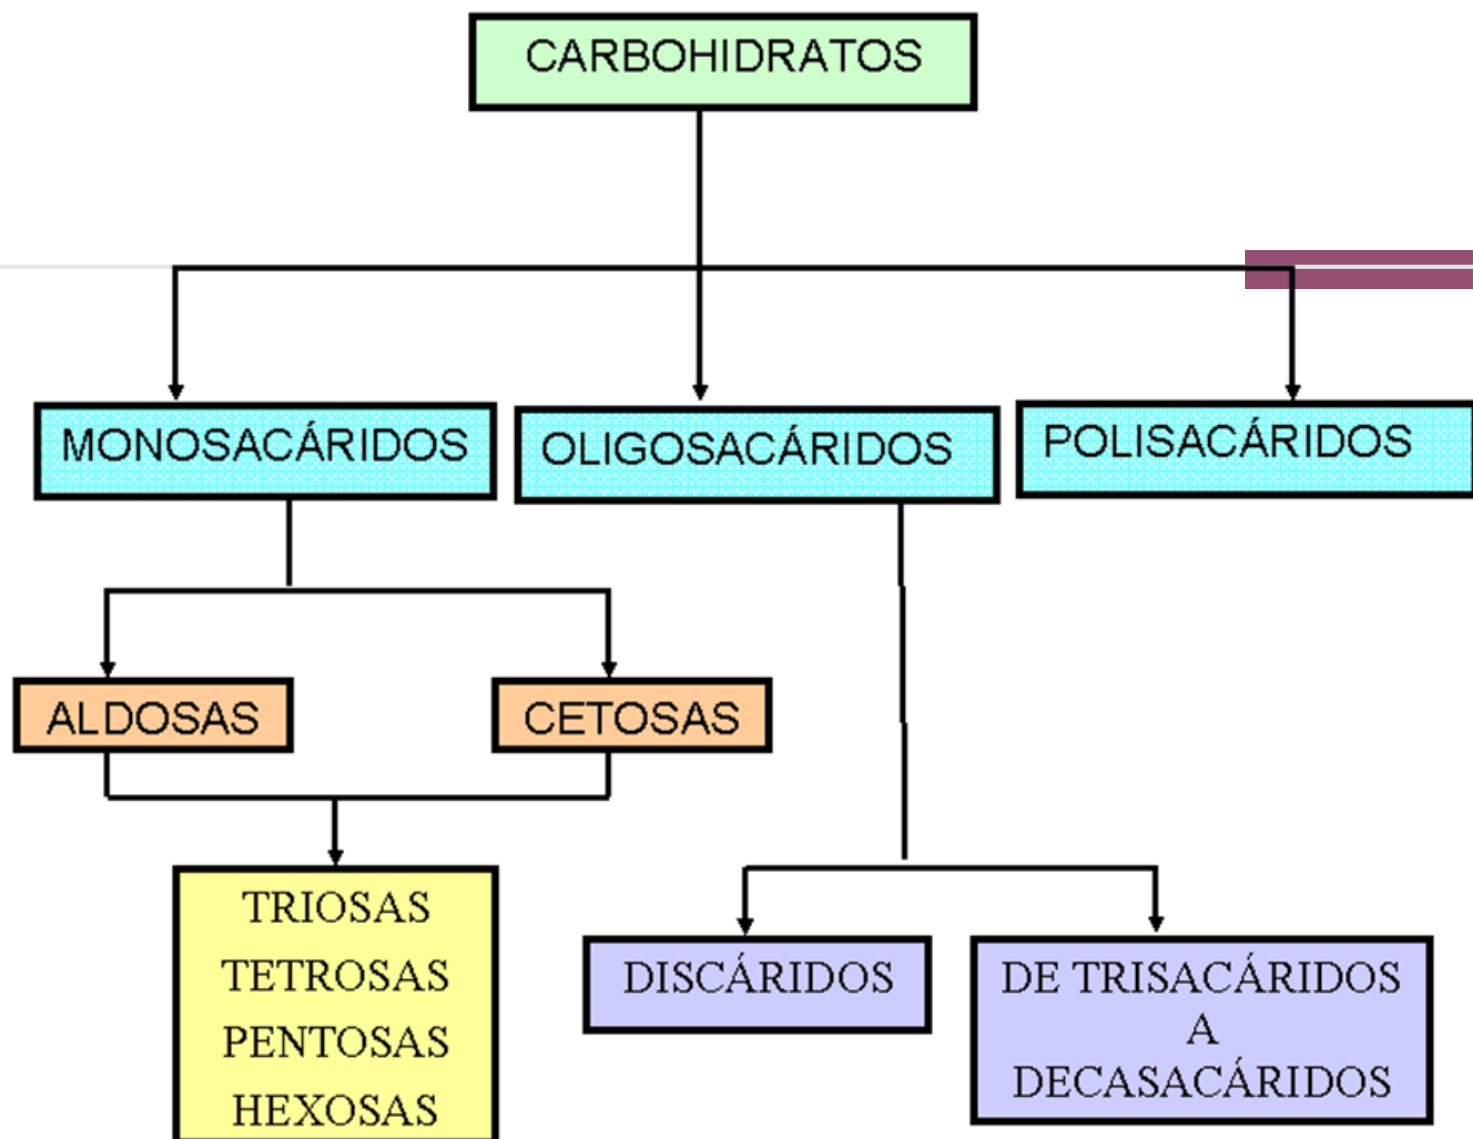 CARBOHIDRATOS
MONOSACÁRIDOS
OLIGOSACÁRIDOS
POLISACÁRIDOS
ALDOSAS
CETOSAS
TRIOSAS
TETROSAS
PENTOSAS
HEXOSAS
DISCÁRIDOS
DE TRISACÁRIDOS
A
DECASACÁRIDOS